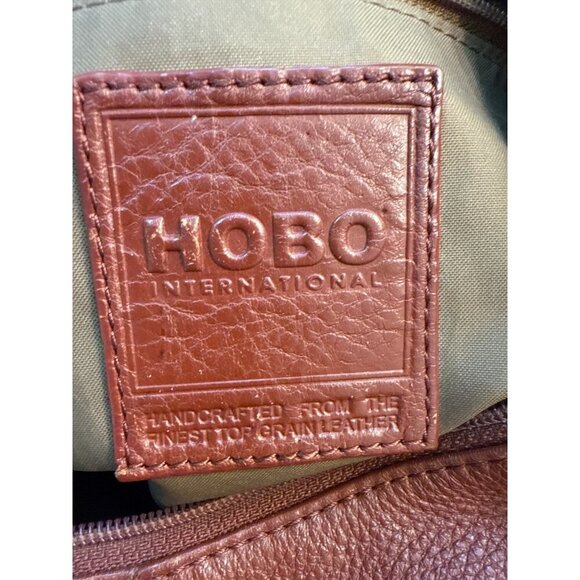 HOBO
INTERNATIONAL
HANDCRAFTED FROM THE
FINEST TOP GRAIN LEATHER